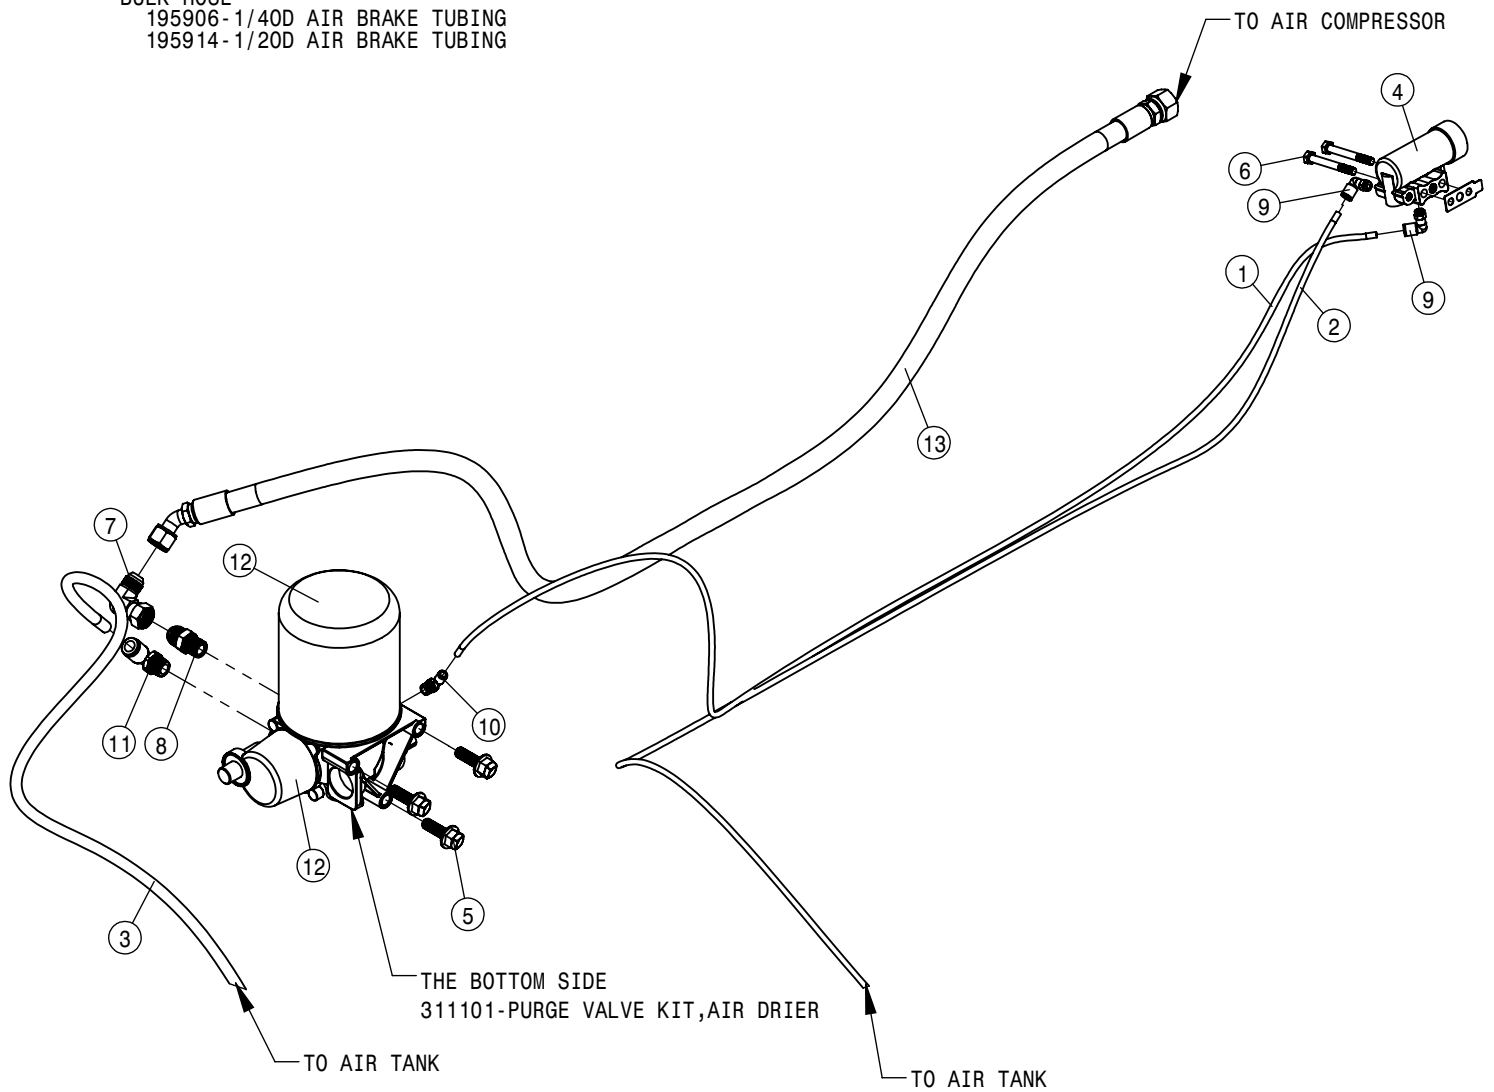 BULK HOSE
195906-1/4OD AIR BRAKE TUBING
195914-1/2OD AIR BRAKE TUBING
TO AIR COMPRESSOR
4
6
9
1
9
2
13
7
12
10
11
8
12
5
3
THE BOTTOM SIDE
311101-PURGE VALVE KIT,AIR DRIER
TO AIR TANK
TO AIR TANK